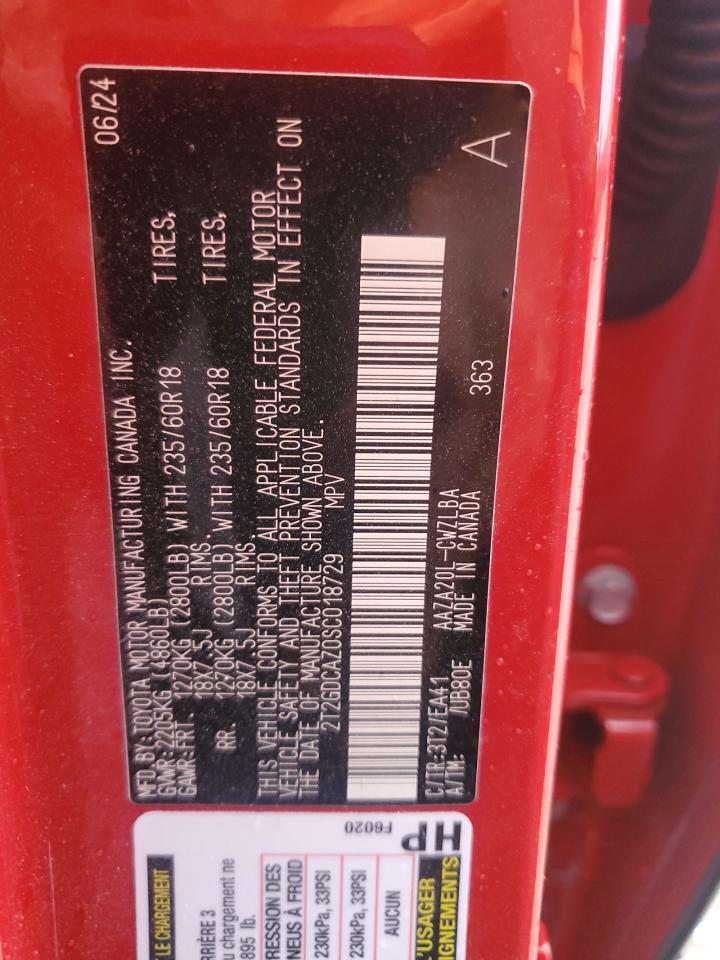 MFD.BY:TOYOTA MOTOR MANUFACTURING CANADA INC. 06/24
GVWR:2205KG (4860LB)
GAWR:FRT. 1270KG (2800LB) WITH 235/60R18 TIRES,
18X7.5J RIMS.
RR. 1270KG (2800LB) WITH 235/60R18 TIRES,
18X7.5J RIMS.
THIS VEHICLE CONFORMS TO ALL APPLICABLE FEDERAL MOTOR
VEHICLE SAFETY AND THEFT PREVENTION STANDARDS IN EFFECT ON
THE DATE OF MANUFACTURE SHOWN ABOVE.
2T2GDCAZ0SC018729 MPV
A
C/TR:3T27EA41 AAZA20L-CWZLBA
A/TM: /UB80E MADE IN CANADA 363
T LE CHARGEMENT
RRIÈRE 3
u chargement ne
895 lb.
RESSION DES
NEUS À FROID
230kPa, 33PSI
230kPa, 33PSI
AUCUN
L'USAGER
IGNEMENTS
F6020
HP